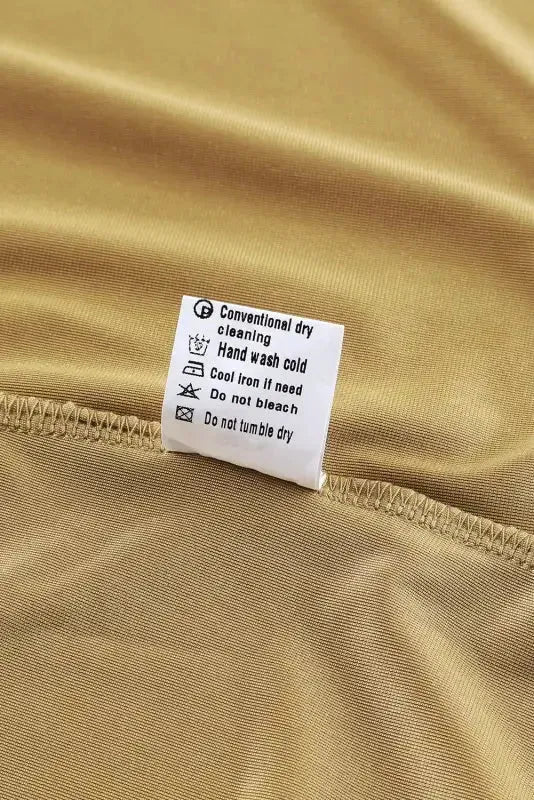 P Conventional dry
cleaning
Hand wash cold
Cool iron if need
Do not bleach
Do not tumble dry